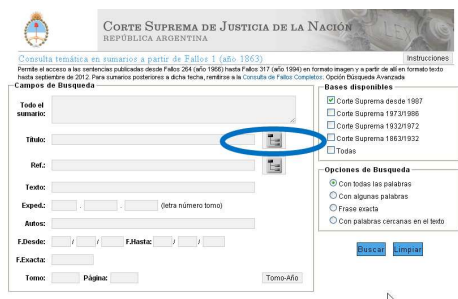 CORTE SUPREMA DE JUSTICIA DE LA NACIÓN
REPÚBLICA ARGENTINA
Consulta temática en sumarios a partir de Fallos 1 (año 1863)
Instrucciones
Permite el acceso a las sentencias publicadas desde Fallos 264 (año 1966) hasta Fallos 317 (año 1994) en formato imagen y a partir de allí en formato texto
hasta septiembre de 2012. Para sumarios posteriores a dicha fecha, remitirse a la Consulta de Fallos Completos. Opción Búsqueda Avanzada
Campos de Busqueda
Todo el
sumario:
Título:
Ref.:
Texto:
Exped.: . . (letra número tomo)
Autos:
F.Desde: / / F.Hasta: / /
F.Exacta:
Tomo: Página: Tomo-Año
Bases disponibles
Corte Suprema desde 1987
Corte Suprema 1973/1986
Corte Suprema 1932/1972
Corte Suprema 1863/1932
Todas
Opciones de Busqueda
Con todas las palabras
Con algunas palabras
Frase exacta
Con palabras cercanas en el texto
Buscar Limpiar